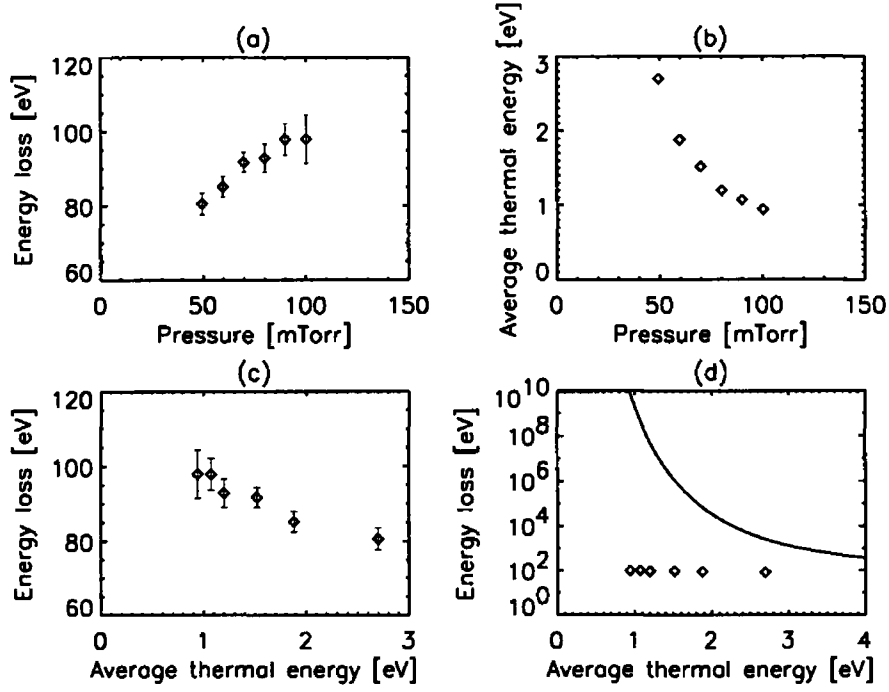 (a)
Energy loss [eV]
120
100
80
60
0
50
100
150
Pressure [mTorr]
(b)
Average thermal energy [eV]
3
2
1
0
0
50
100
150
Pressure [mTorr]
(c)
Energy loss [eV]
120
100
80
60
0
1
2
3
Average thermal energy [eV]
(d)
Energy loss [eV]
10^10
10^8
10^6
10^4
10^2
10^0
0
1
2
3
4
Average thermal energy [eV]